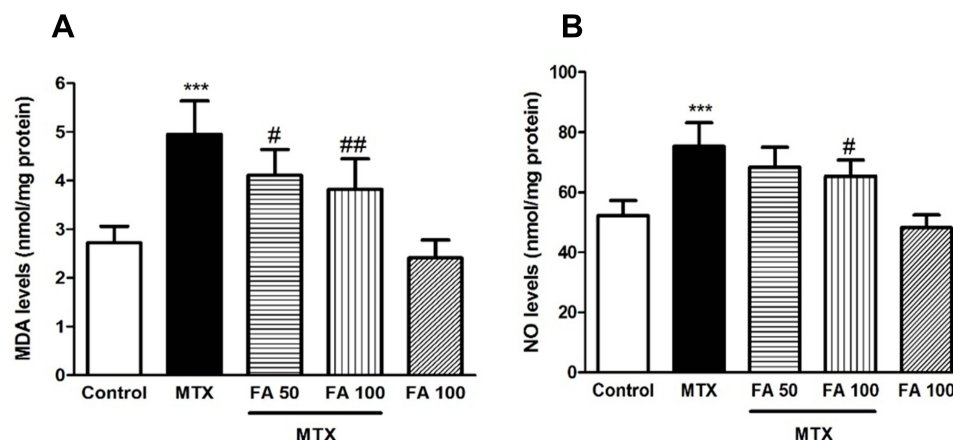 A
MDA levels (nmol/mg protein)
6
5
4
3
2
1
0
***
#
##
Control MTX FA 50 FA 100 FA 100
MTX
B
NO levels (nmol/mg protein)
100
80
60
40
20
0
***
#
Control MTX FA 50 FA 100 FA 100
MTX